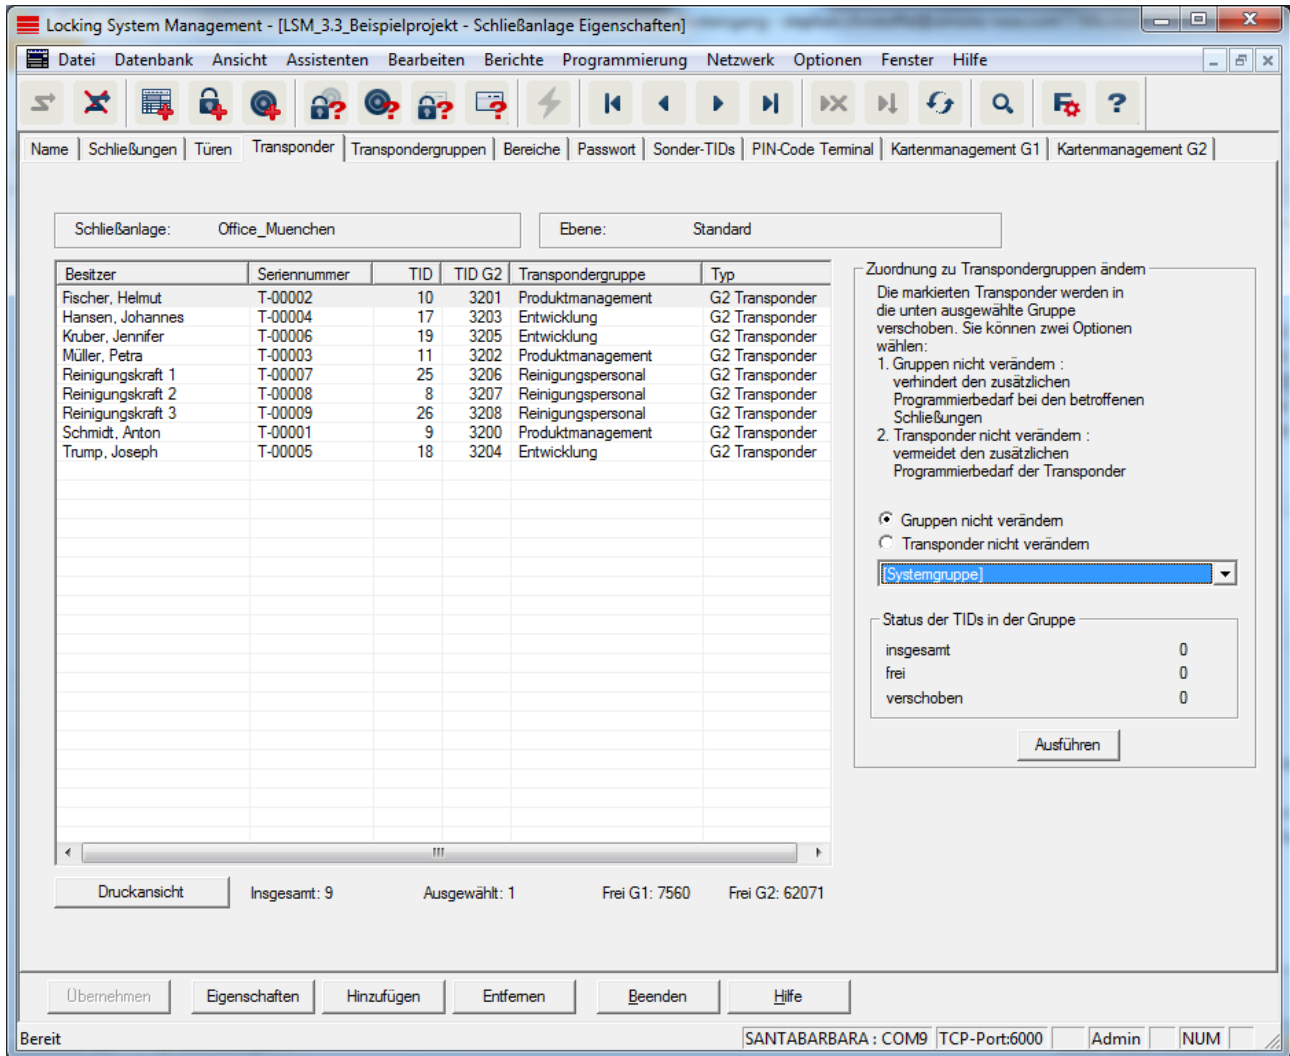 Locking System Management - [LSM_3.3_Beispielprojekt - Schließanlage Eigenschaften]
Datei Datenbank Ansicht Assistenten Bearbeiten Berichte Programmierung Netzwerk Optionen Fenster Hilfe
Name Schließungen Türen Transponder Transpondergruppen Bereiche Passwort Sonder-TIDs PIN-Code Terminal Kartenmanagement G1 Kartenmanagement G2
Schließanlage: Office_Muenchen Ebene: Standard
Besitzer Seriennummer TID TID G2 Transpondergruppe Typ
Fischer, Helmut T-00002 10 3201 Produktmanagement G2 Transponder
Hansen, Johannes T-00004 17 3203 Entwicklung G2 Transponder
Kruber, Jennifer T-00006 19 3205 Entwicklung G2 Transponder
Müller, Petra T-00003 11 3202 Produktmanagement G2 Transponder
Reinigungskraft 1 T-00007 25 3206 Reinigungspersonal G2 Transponder
Reinigungskraft 2 T-00008 8 3207 Reinigungspersonal G2 Transponder
Reinigungskraft 3 T-00009 26 3208 Reinigungspersonal G2 Transponder
Schmidt, Anton T-00001 9 3200 Produktmanagement G2 Transponder
Trump, Joseph T-00005 18 3204 Entwicklung G2 Transponder
Zuordnung zu Transpondergruppen ändern
Die markierten Transponder werden in
die unten ausgewählte Gruppe
verschoben. Sie können zwei Optionen
wählen:
1. Gruppen nicht verändern :
verhindert den zusätzlichen
Programmierbedarf bei den betroffenen
Schließungen
2. Transponder nicht verändern :
vermeidet den zusätzlichen
Programmierbedarf der Transponder
Gruppen nicht verändern
Transponder nicht verändern
[Systemgruppe]
Status der TIDs in der Gruppe
insgesamt 0
frei 0
verschoben 0
Ausführen
Druckansicht Insgesamt: 9 Ausgewählt: 1 Frei G1: 7560 Frei G2: 62071
Übernehmen Eigenschaften Hinzufügen Entfernen Beenden Hilfe
Bereit SANTABARBARA : COM9 TCP-Port:6000 Admin NUM